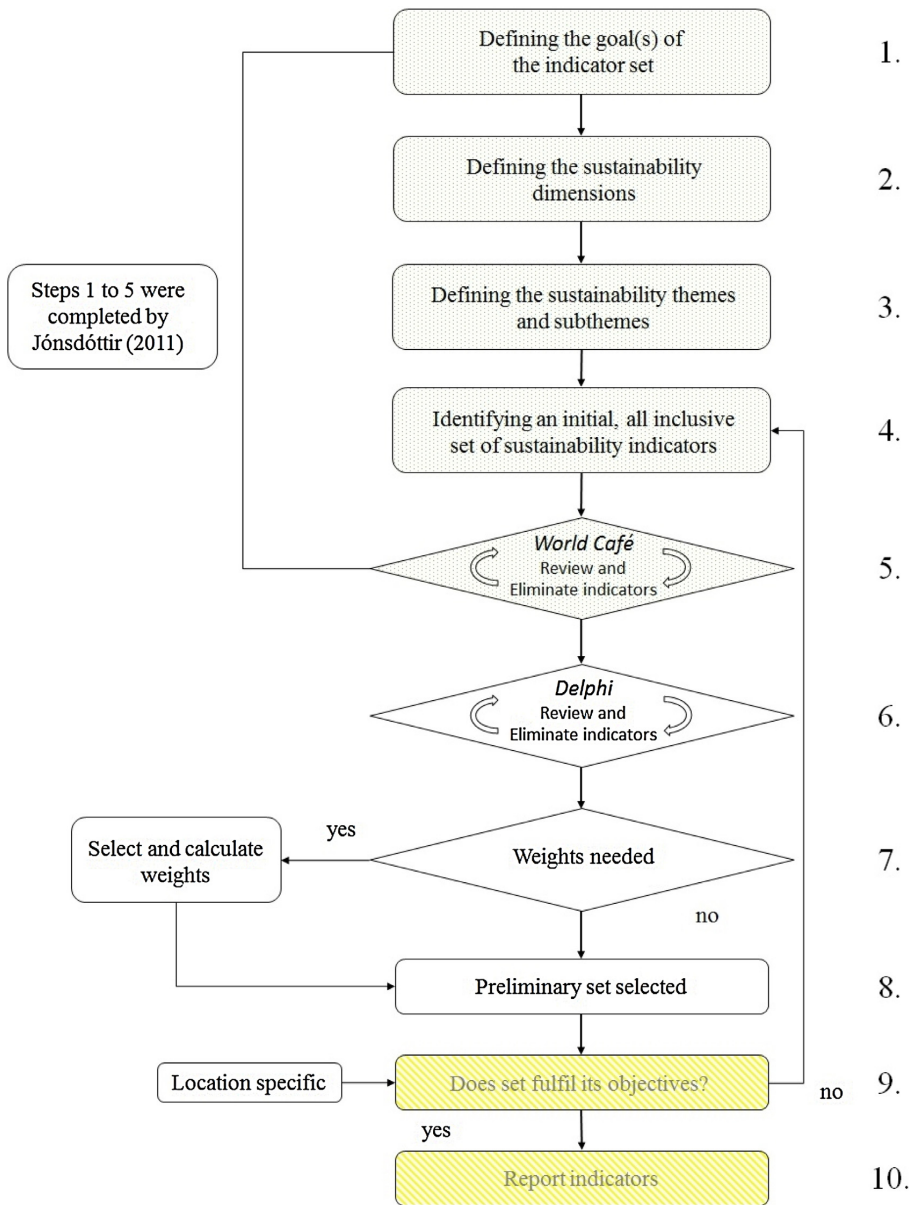 Defining the goal(s) of
the indicator set
1.
Defining the sustainability
dimensions
2.
Steps 1 to 5 were
completed by
Jónsdóttir (2011)
Defining the sustainability themes
and subthemes
3.
Identifying an initial, all inclusive
set of sustainability indicators
4.
World Café
Review and
Eliminate indicators
5.
Delphi
Review and
Eliminate indicators
6.
yes
Select and calculate
weights
Weights needed
7.
no
Preliminary set selected
8.
Location specific
Does set fulfil its objectives?
no
9.
yes
Report indicators
10.